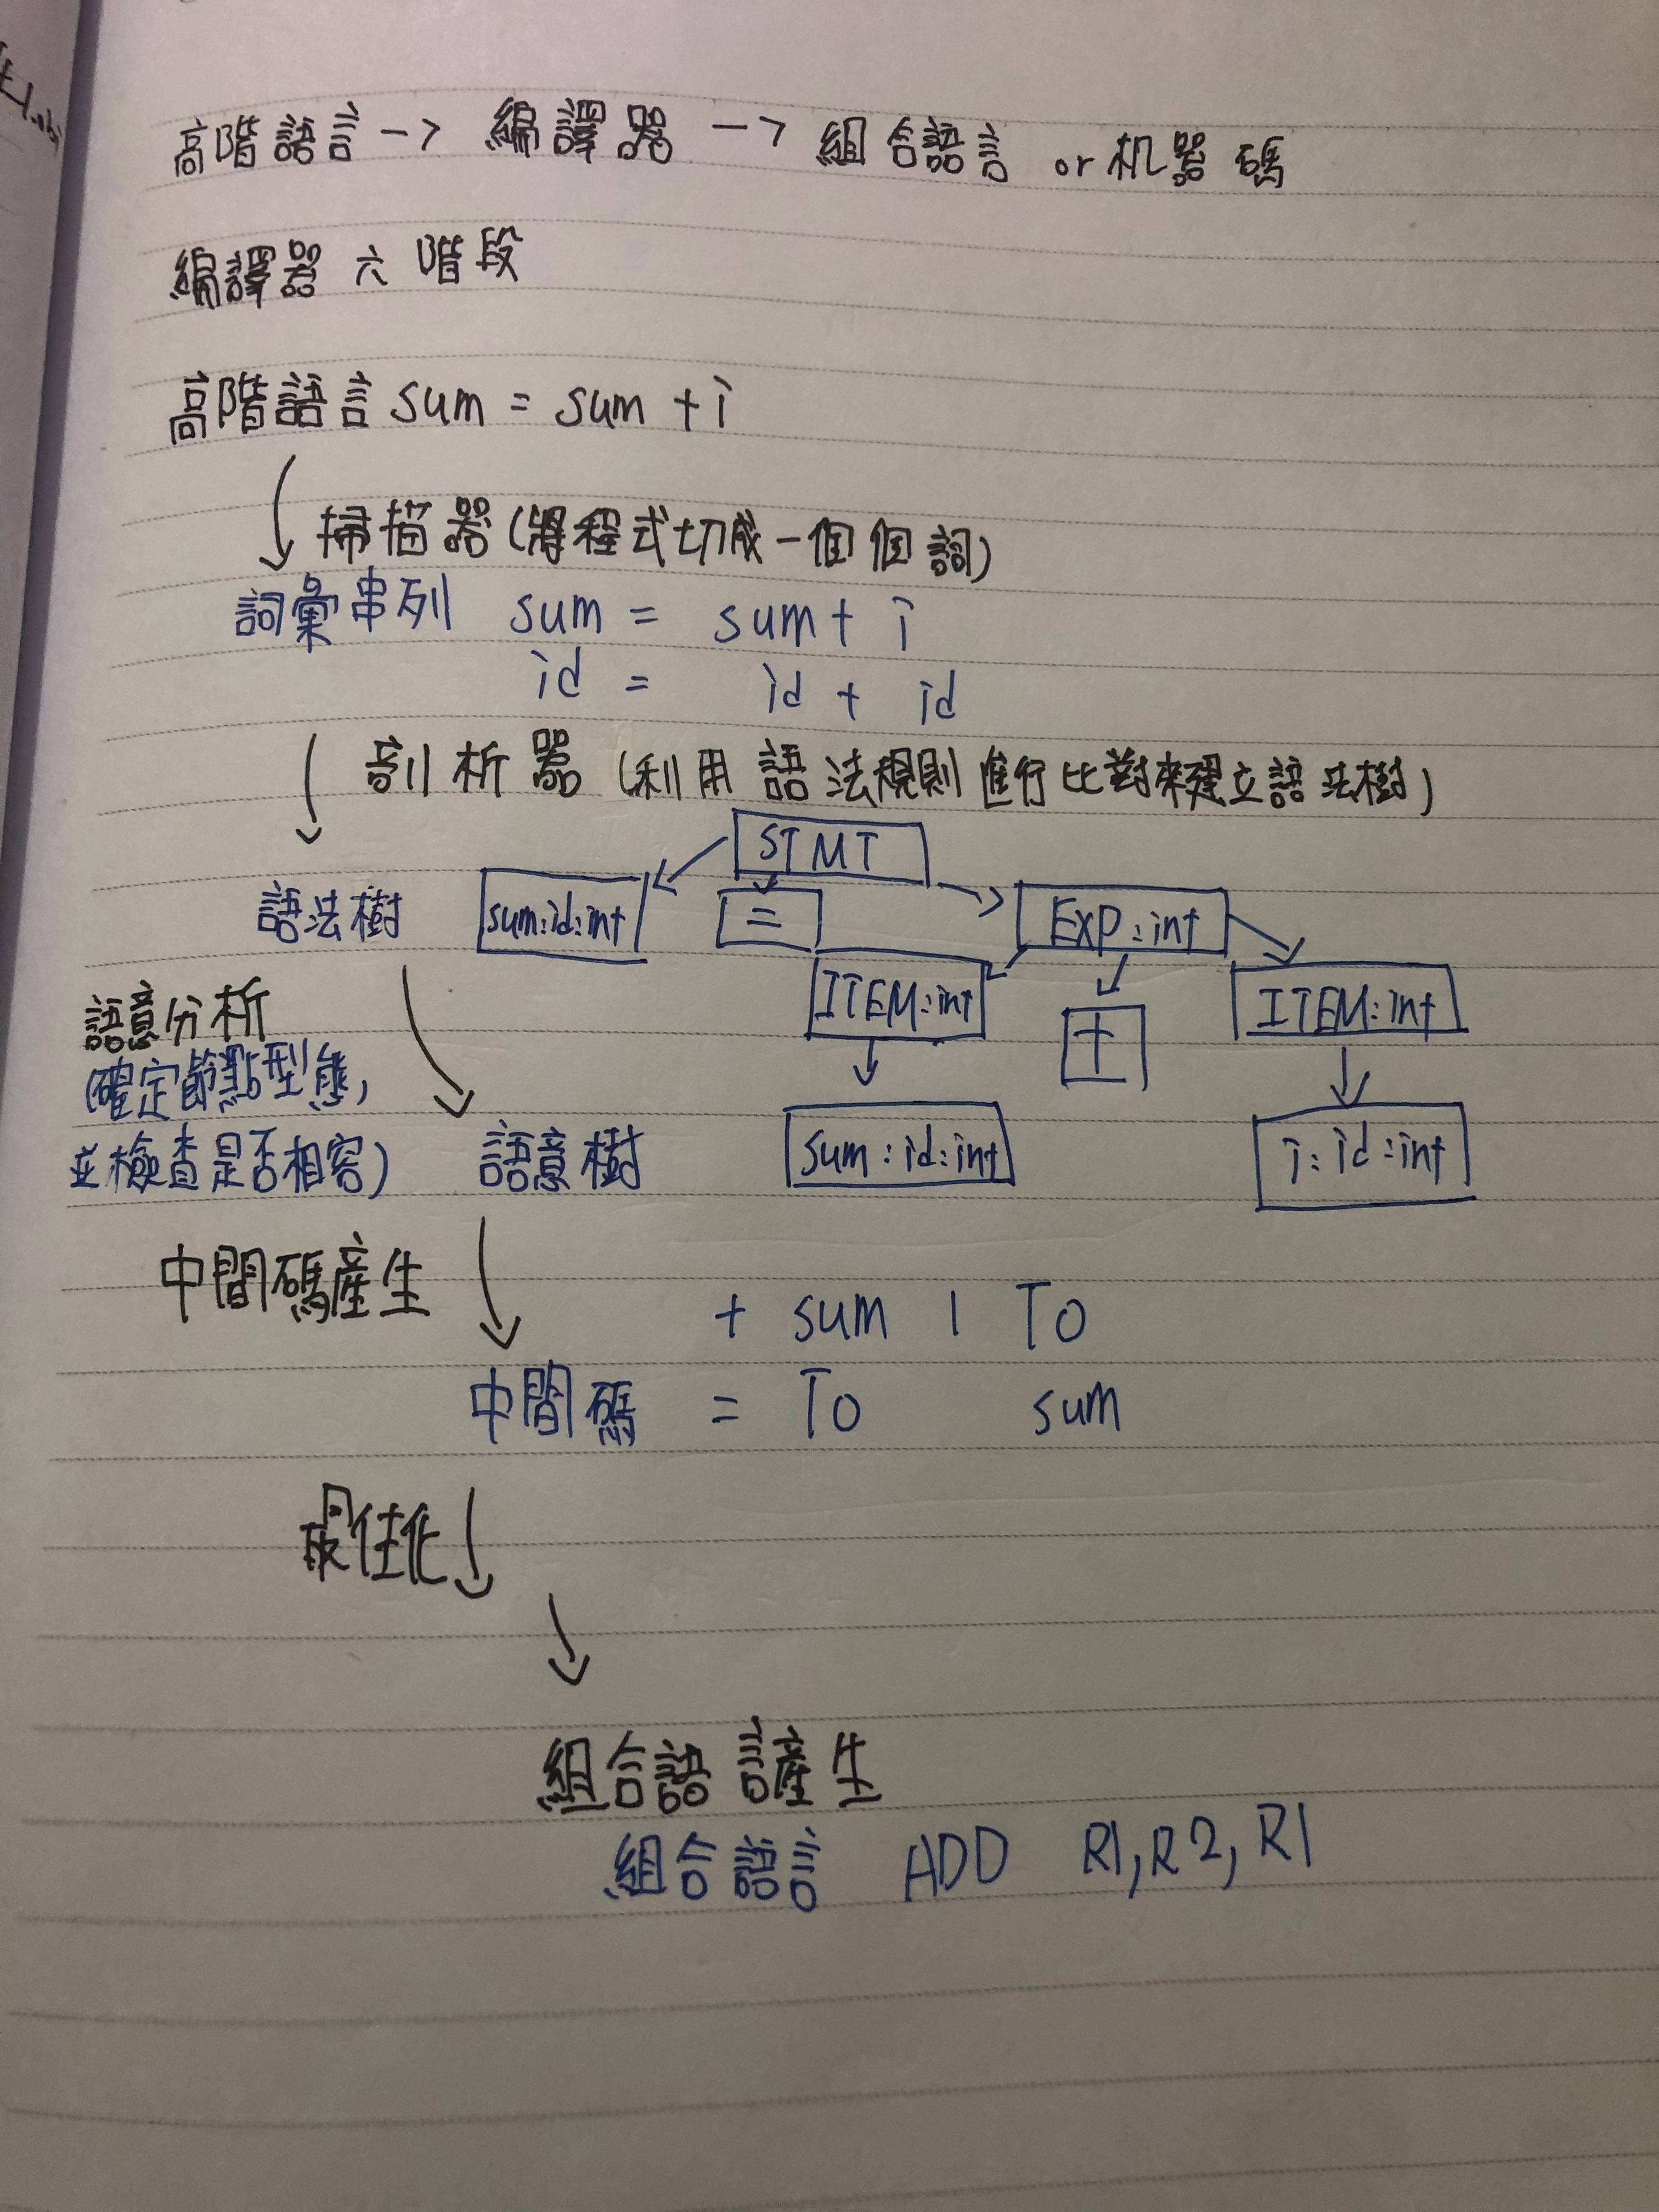 高階語言 -> 編譯器 -> 組合語言 or 机器碼
編譯器六階段
高階語言 sum = sum + i
掃描器(將程式切成一個個詞)
詞彙串列 sum = sum + i
id = id + id
剖析器(利用語法規則進行比對來建立語法樹)
STMT
語法樹 sum:id:int = EXP:int
語意分析 ITEM:int + ITEM:int
(確定節點型態,
並檢查是否相容) 語意樹 sum:id:int i:id:int
中間碼產生
+ sum 1 T0
中間碼 = T0 sum
最佳化
組合語言產生
組合語言 ADD R1, R2, R1